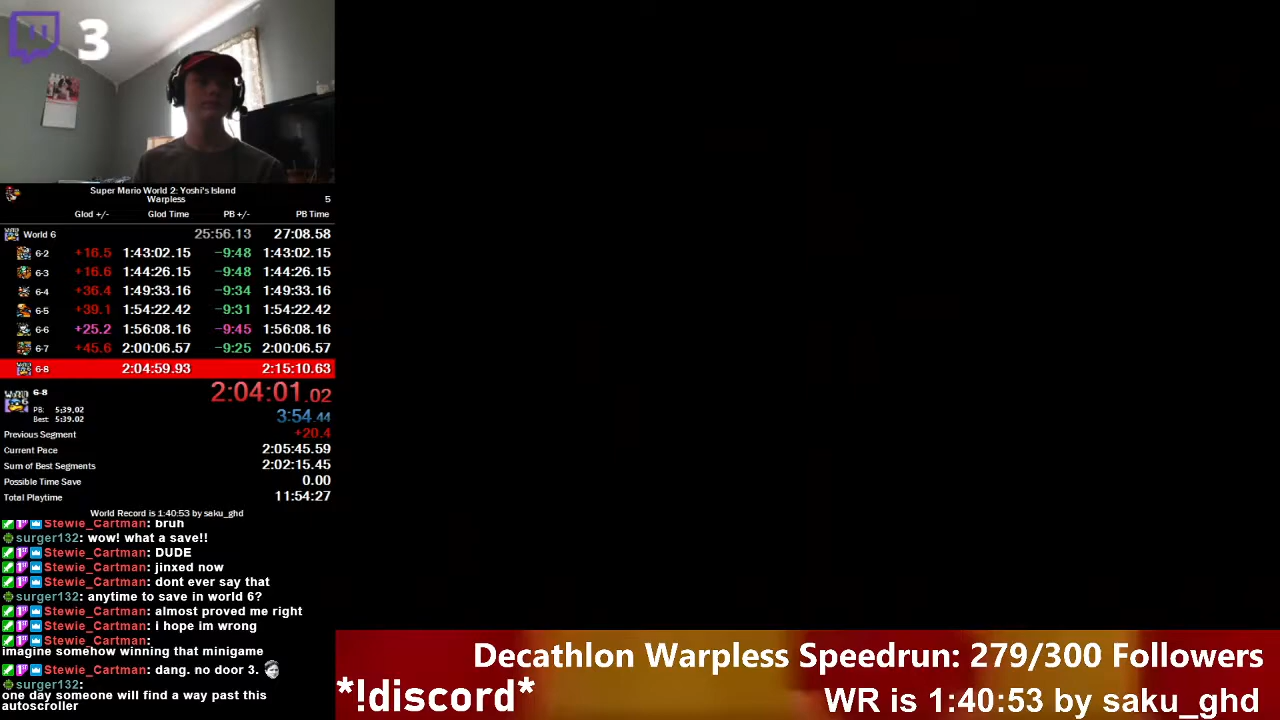 3
Super Mario World 2: Yoshi's Island
Warpless 5
Glod +/- Glod Time PB +/- PB Time
World 6 25:56.13 27:08.58
6-2 +16.5 1:43:02.15 -9:48 1:43:02.15
6-3 +16.6 1:44:26.15 -9:48 1:44:26.15
6-4 +36.4 1:49:33.16 -9:34 1:49:33.16
6-5 +39.1 1:54:22.42 -9:31 1:54:22.42
6-6 +25.2 1:56:08.16 -9:45 1:56:08.16
6-7 +45.6 2:00:06.57 -9:25 2:00:06.57
6-8 2:04:59.93 2:15:10.63
6-8 2:04:01.02
PB: 5:39.02 3:54.44
Best: 5:39.02
Previous Segment +20.4
Current Pace 2:05:45.59
Sum of Best Segments 2:02:15.45
Possible Time Save 0.00
Total Playtime 11:54:27
World Record is 1:40:53 by saku_ghd
Stewie_Cartman: bruh
surger132: wow! what a save!!
Stewie_Cartman: DUDE
Stewie_Cartman: jinxed now
Stewie_Cartman: dont ever say that
surger132: anytime to save in world 6?
Stewie_Cartman: almost proved me right
Stewie_Cartman: i hope im wrong
Stewie_Cartman:
imagine somehow winning that minigame
Stewie_Cartman: dang. no door 3.
surger132:
one day someone will find a way past this
autoscroller
Decathlon Warpless Speedrun: 279/300 Followers
*!discord* WR is 1:40:53 by saku_ghd